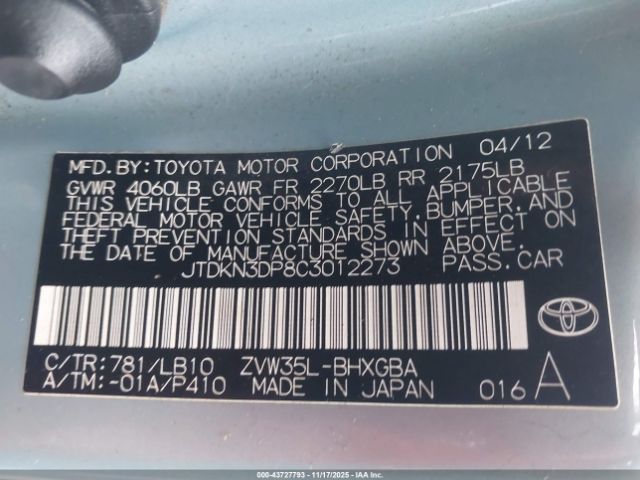 MFD. BY: TOYOTA MOTOR CORPORATION 04/12
GVWR 4060LB GAWR FR 2270LB RR 2175LB
THIS VEHICLE CONFORMS TO ALL APPLICABLE
FEDERAL MOTOR VEHICLE SAFETY, BUMPER, AND
THEFT PREVENTION STANDARDS IN EFFECT ON
THE DATE OF MANUFACTURE SHOWN ABOVE.
JTDKN3DP8C3012273 PASS. CAR
C/TR: 781/LB10 ZVW35L-BHXGBA
A/TM: -01A/P410 MADE IN JAPAN 016 A
TOYOTA
000-43727793 - 11/17/2025 - IAAI.CA